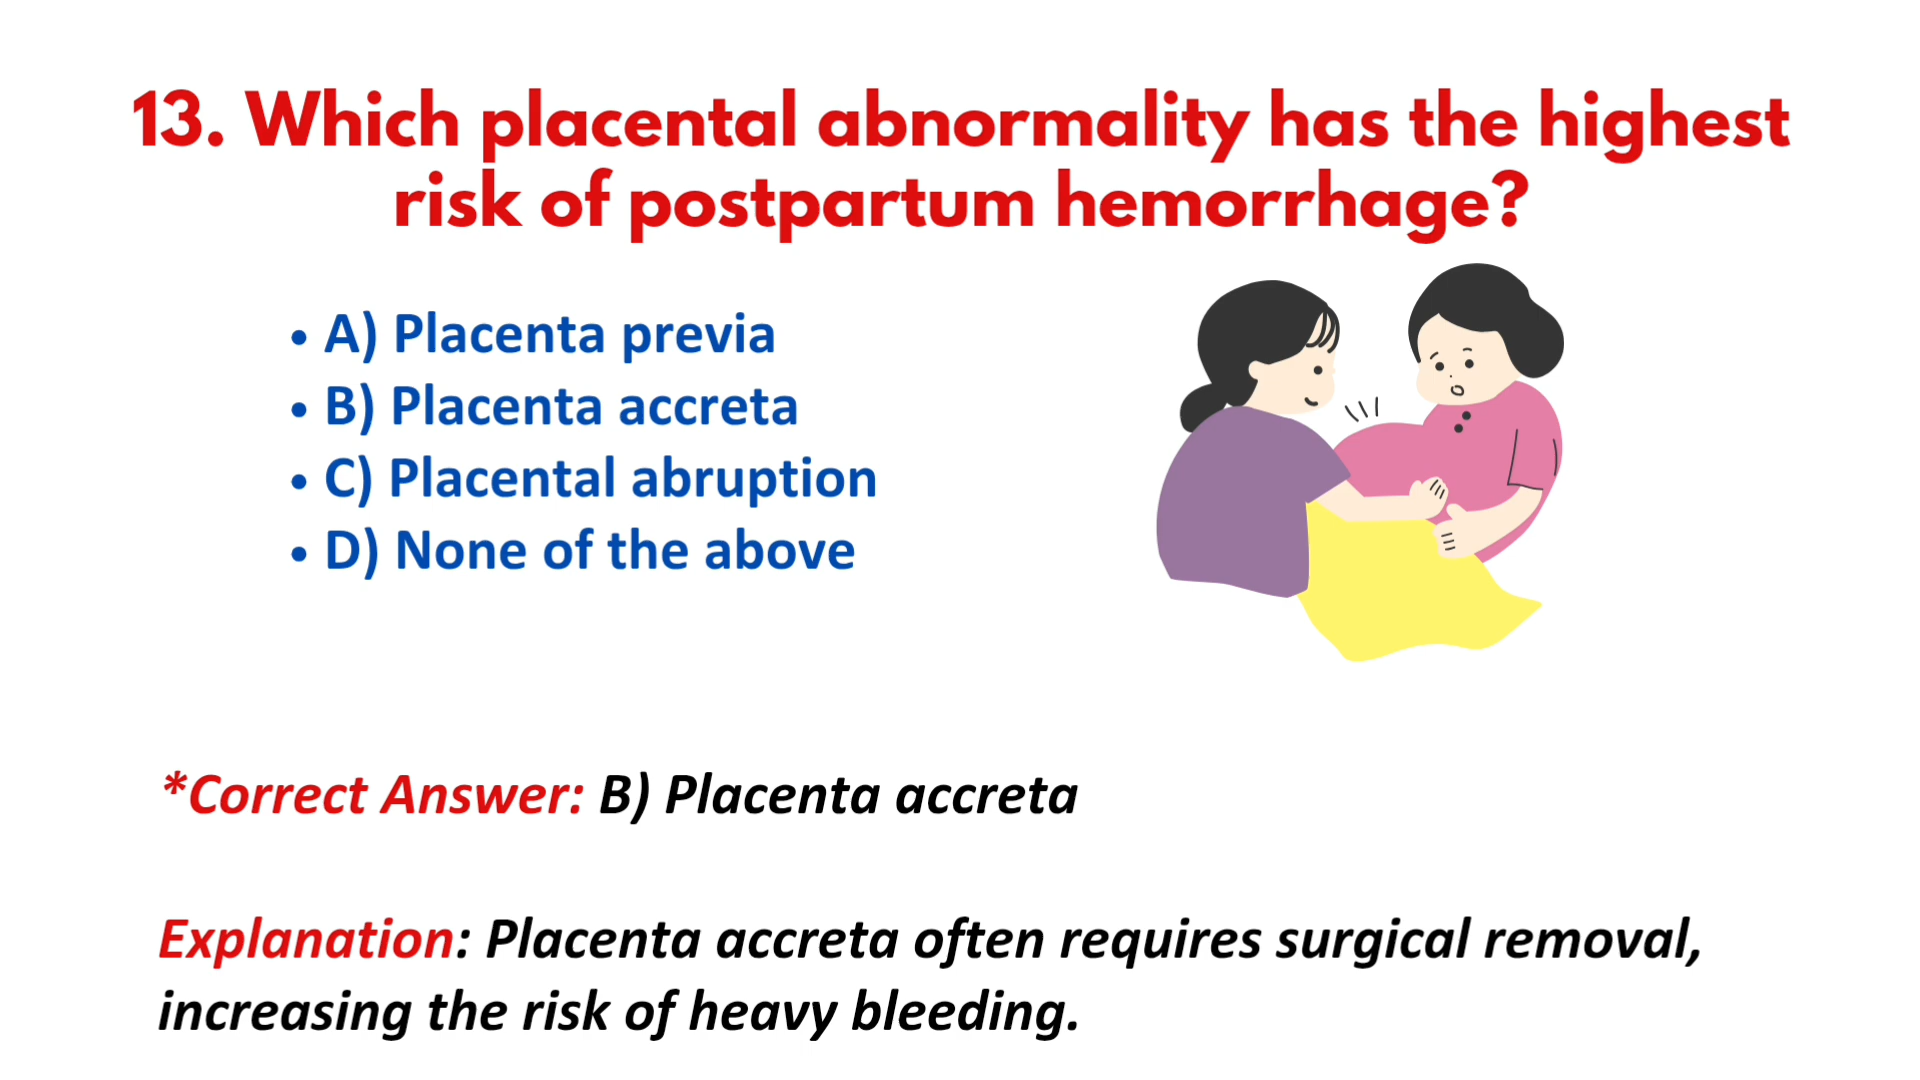 13. Which placental abnormality has the highest
risk of postpartum hemorrhage?
• A) Placenta previa
• B) Placenta accreta
• C) Placental abruption
• D) None of the above
*Correct Answer: B) Placenta accreta
Explanation: Placenta accreta often requires surgical removal,
increasing the risk of heavy bleeding.